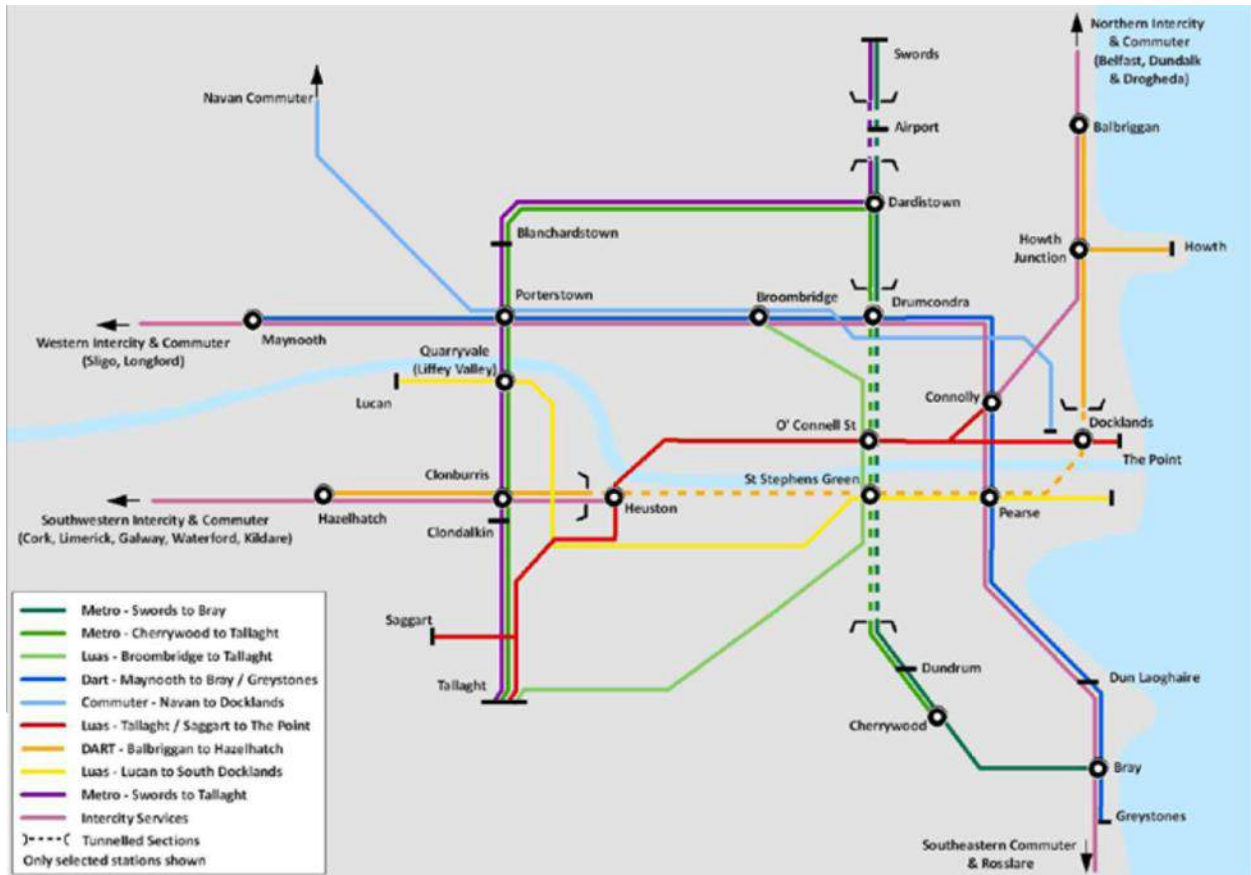 Northern Intercity
& Commuter
(Belfast, Dundalk
& Drogheda)
Swords
Navan Commuter
Airport
Balbriggan
Dardistown
Blanchardstown
Howth
Junction
Howth
Porterstown
Broombridge
Drumcondra
Maynooth
Western Intercity & Commuter
(Sligo, Longford)
Quarryvale
(Liffey Valley)
Lucan
Connolly
O' Connell St
Docklands
The Point
Clonburris
St Stephens Green
Heuston
Pearse
Hazelhatch
Southwestern Intercity & Commuter
(Cork, Limerick, Galway, Waterford, Kildare)
Clondalkin
Saggart
Tallaght
Dundrum
Dun Laoghaire
Cherrywood
Bray
Greystones
Southeastern Commuter
& Rosslare
Metro - Swords to Bray
Metro - Cherrywood to Tallaght
Luas - Broombridge to Tallaght
Dart - Maynooth to Bray / Greystones
Commuter - Navan to Docklands
Luas - Tallaght / Saggart to The Point
DART - Balbriggan to Hazelhatch
Luas - Lucan to South Docklands
Metro - Swords to Tallaght
Intercity Services
Tunnelled Sections
Only selected stations shown